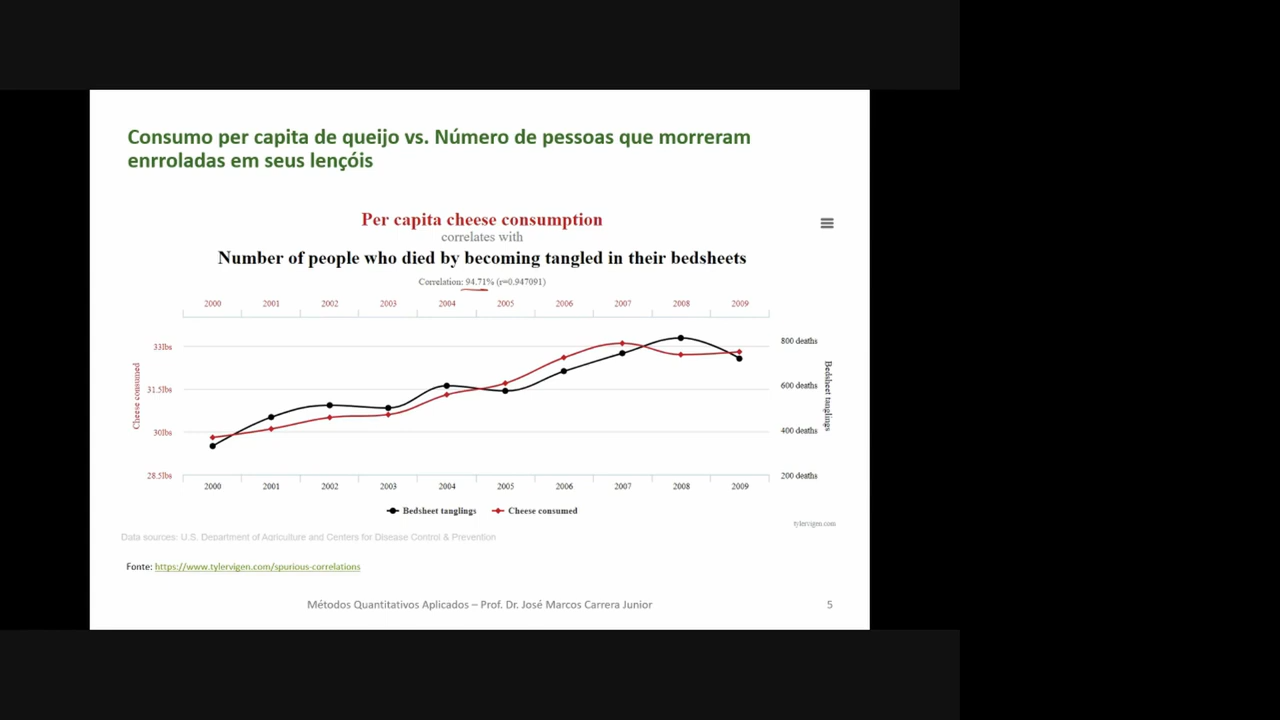 Consumo per capita de queijo vs. Número de pessoas que morreram
enrroladas em seus lençóis
Per capita cheese consumption
correlates with
Number of people who died by becoming tangled in their bedsheets
Correlation: 94.71% (r=0.947091)
2000 2001 2002 2003 2004 2005 2006 2007 2008 2009
33lbs
31.5lbs
30lbs
28.5lbs
Cheese consumed
800 deaths
600 deaths
400 deaths
200 deaths
Bedsheet tanglings
2000 2001 2002 2003 2004 2005 2006 2007 2008 2009
Bedsheet tanglings Cheese consumed
tylervigen.com
Data sources: U.S. Department of Agriculture and Centers for Disease Control & Prevention
Fonte: https://www.tylervigen.com/spurious-correlations
Métodos Quantitativos Aplicados – Prof. Dr. José Marcos Carrera Junior 5